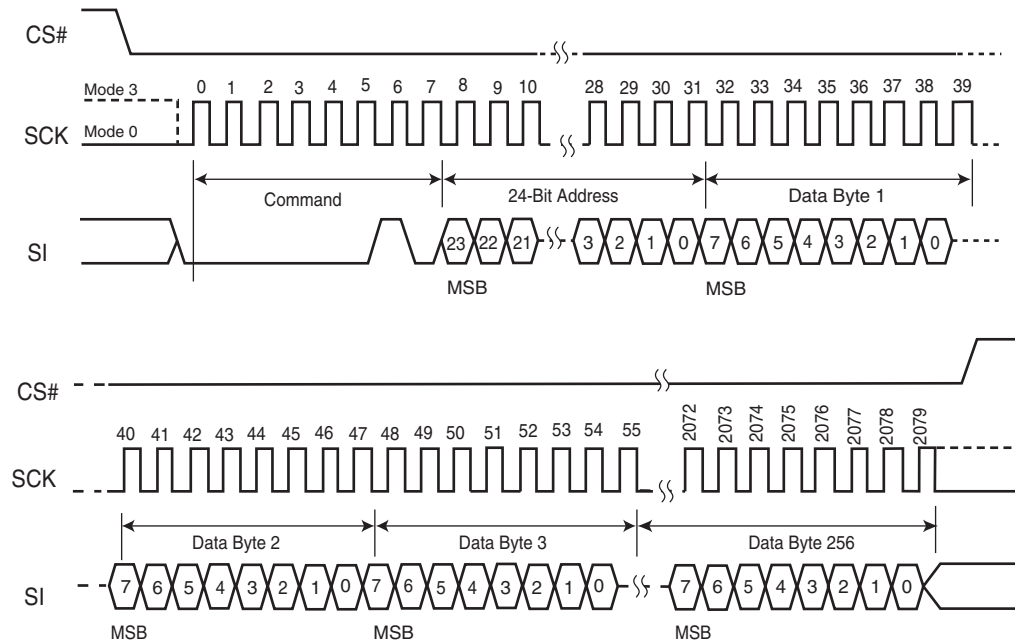 CS#
Mode 3
0 1 2 3 4 5 6 7 8 9 10 28 29 30 31 32 33 34 35 36 37 38 39
SCK
Mode 0
Command
24-Bit Address
Data Byte 1
SI
23 22 21 3 2 1 0 7 6 5 4 3 2 1 0
MSB
MSB
CS#
40 41 42 43 44 45 46 47 48 49 50 51 52 53 54 55 2072 2073 2074 2075 2076 2077 2078 2079
SCK
Data Byte 2
Data Byte 3
Data Byte 256
SI
7 6 5 4 3 2 1 0 7 6 5 4 3 2 1 0 7 6 5 4 3 2 1 0
MSB
MSB
MSB